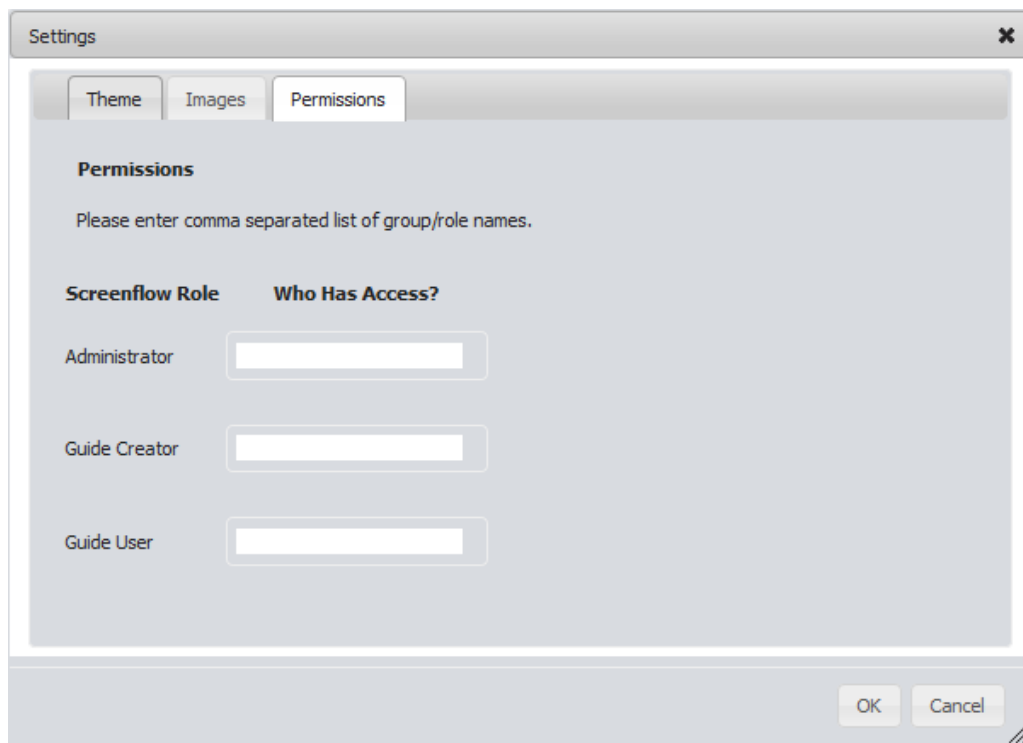 Settings
Theme Images Permissions
Permissions
Please enter comma separated list of group/role names.
Screenflow Role Who Has Access?
Administrator
Guide Creator
Guide User
OK Cancel